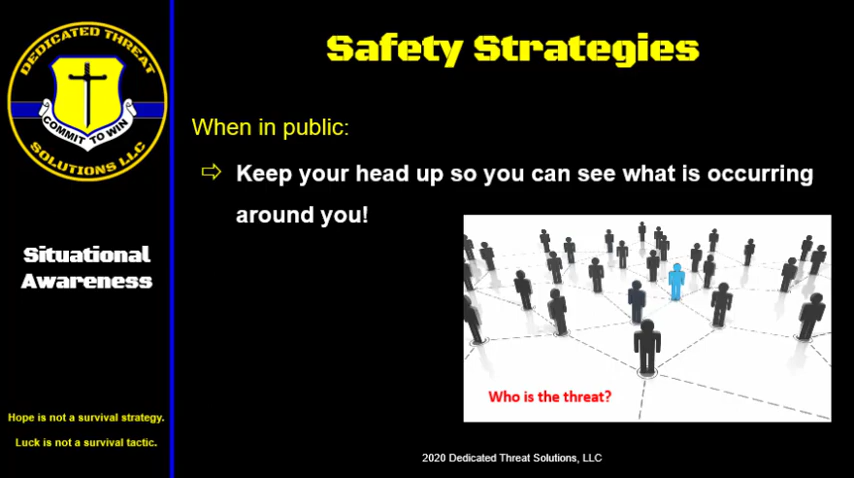 DEDICATED THREAT
COMMIT TO WIN
SOLUTIONS LLC
Situational
Awareness
Hope is not a survival strategy.
Luck is not a survival tactic.
Safety Strategies
When in public:
⇨ Keep your head up so you can see what is occurring
around you!
Who is the threat?
2020 Dedicated Threat Solutions, LLC